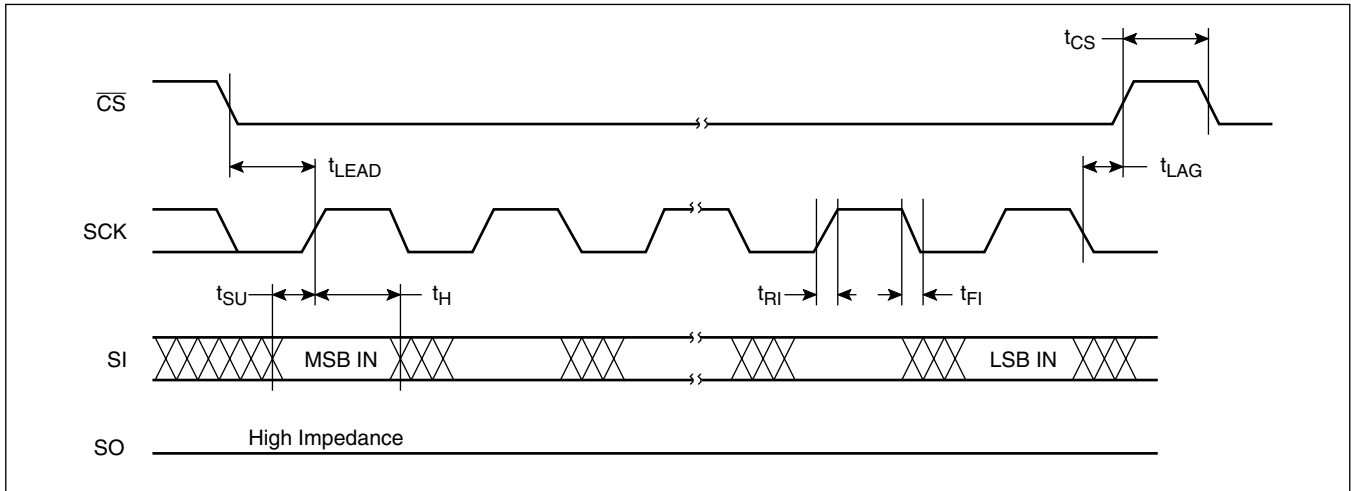 tCS
CS
tLEAD
tLAG
SCK
tSU
tH
tRI
tFI
SI
MSB IN
LSB IN
High Impedance
SO